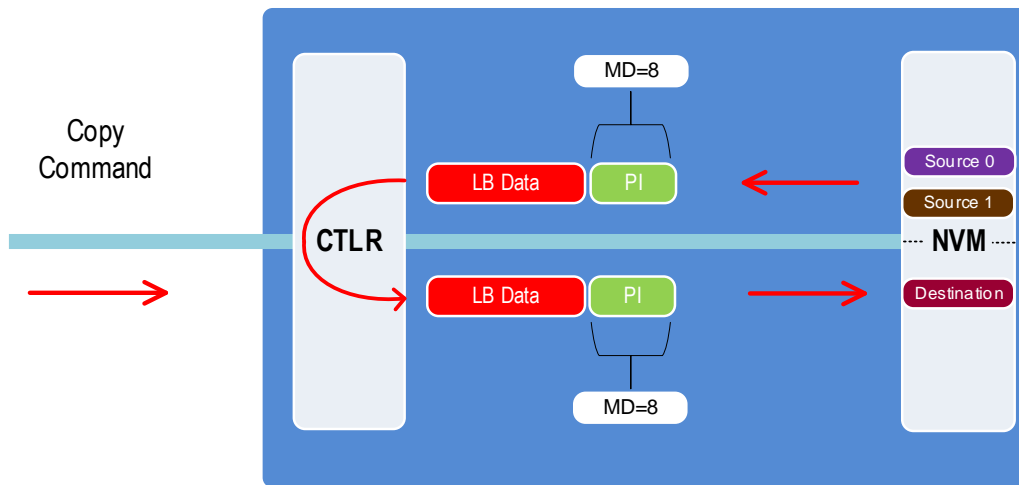 MD=8
Copy
Command
LB Data
PI
Source 0
Source 1
CTLR
NVM
LB Data
PI
Destination
MD=8